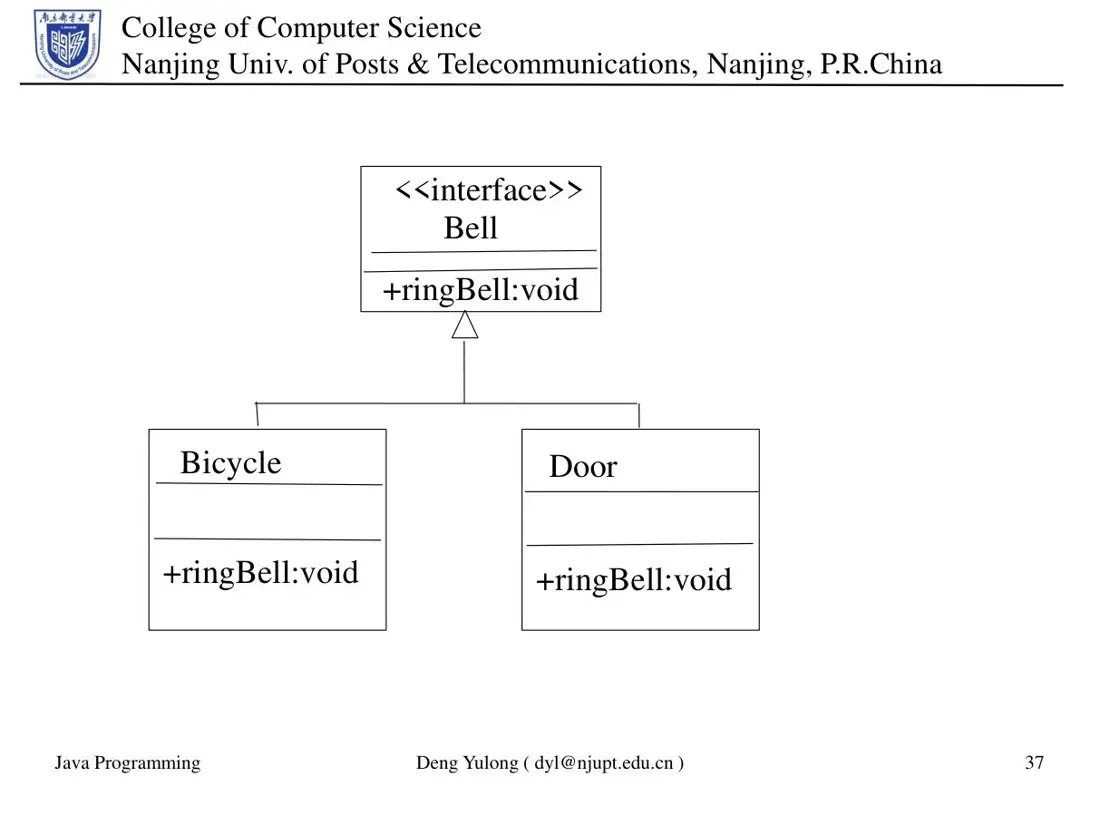 College of Computer Science
Nanjing Univ. of Posts & Telecommunications, Nanjing, P.R.China
<<interface>>
Bell
+ringBell:void
Bicycle
+ringBell:void
Door
+ringBell:void
Java Programming
Deng Yulong ( dyl@njupt.edu.cn )
37